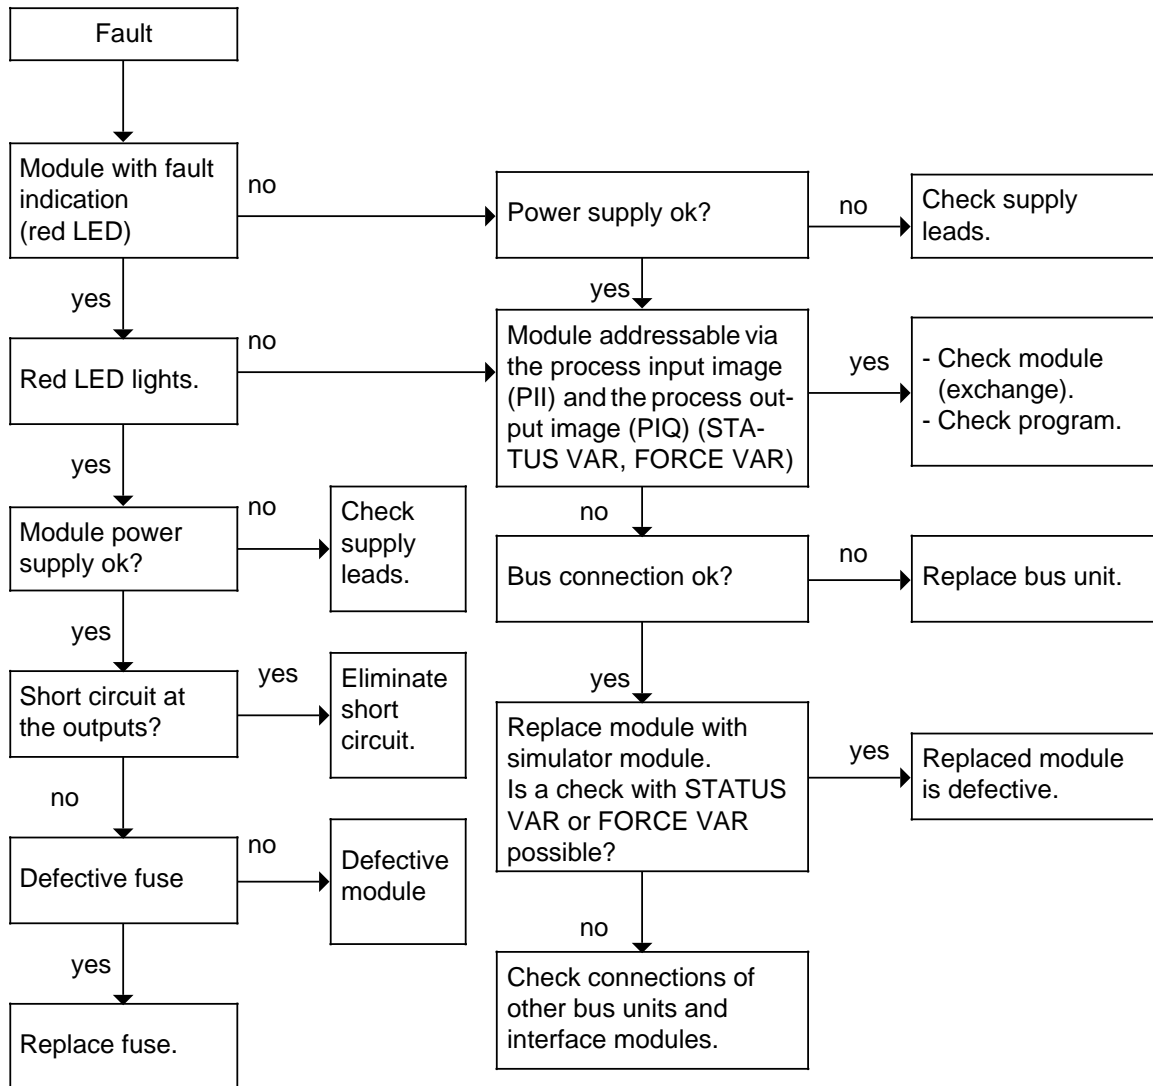 Fault
Module with fault
indication
(red LED)
no
Power supply ok?
no
Check supply
leads.
yes
yes
Red LED lights.
no
Module addressable via
the process input image
(PII) and the process out-
put image (PIQ) (STA-
TUS VAR, FORCE VAR)
yes
- Check module
(exchange).
- Check program.
yes
no
Module power
supply ok?
no
Check
supply
leads.
Bus connection ok?
no
Replace bus unit.
yes
yes
Short circuit at
the outputs?
yes
Eliminate
short
circuit.
Replace module with
simulator module.
Is a check with STATUS
VAR or FORCE VAR
possible?
yes
Replaced module
is defective.
no
Defective fuse
no
Defective
module
no
yes
Check connections of
other bus units and
interface modules.
Replace fuse.